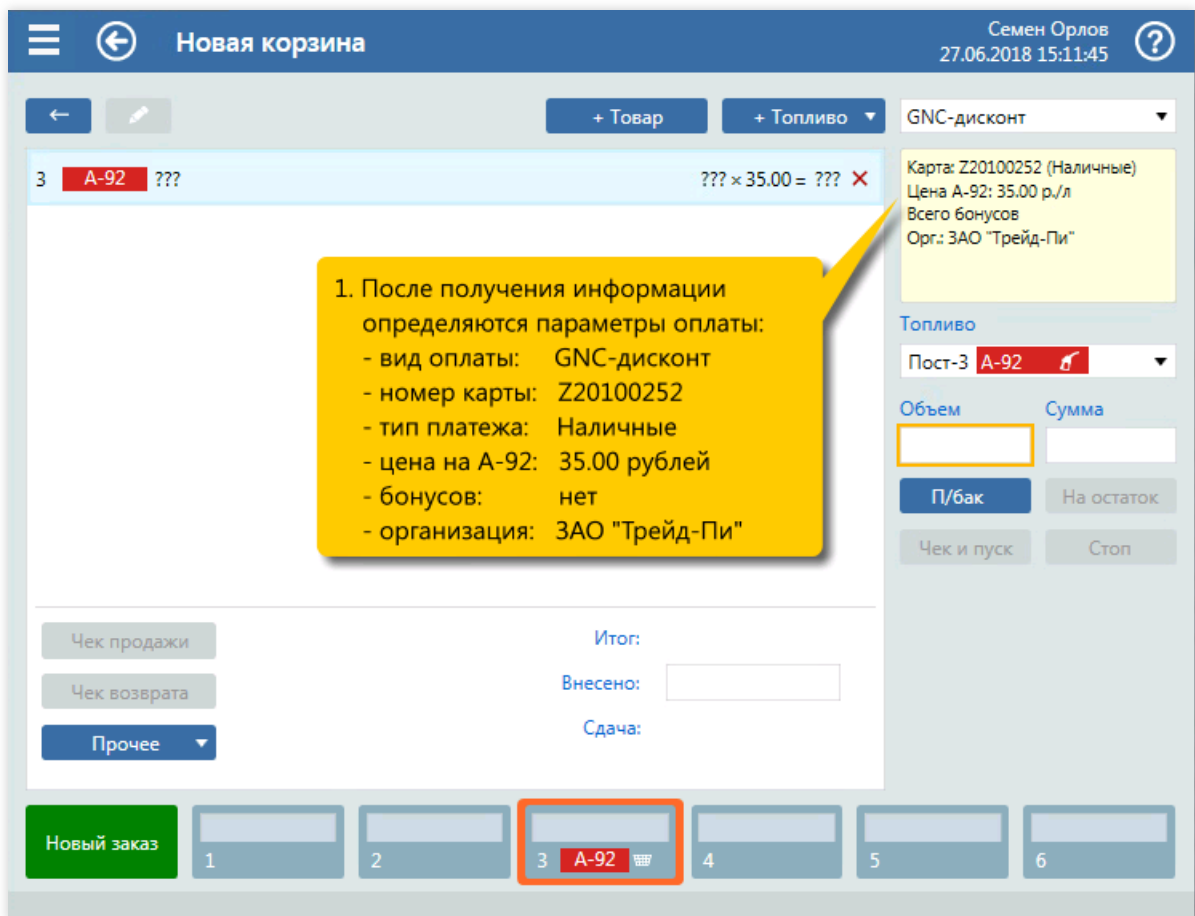 Новая корзина
Семен Орлов
27.06.2018 15:11:45
?
+ Товар
+ Топливо
GNC-дисконт
3 А-92 ???
??? × 35.00 = ???
Карта: Z20100252 (Наличные)
Цена А-92: 35.00 р./л
Всего бонусов
Орг.: ЗАО "Трейд-Пи"
1. После получения информации
определяются параметры оплаты:
- вид оплаты: GNC-дисконт
- номер карты: Z20100252
- тип платежа: Наличные
- цена на А-92: 35.00 рублей
- бонусов: нет
- организация: ЗАО "Трейд-Пи"
Топливо
Пост-3 А-92
Объем Сумма
П/бак На остаток
Чек и пуск Стоп
Чек продажи
Чек возврата
Прочее
Итог:
Внесено:
Сдача:
Новый заказ
1
2
3 А-92
4
5
6